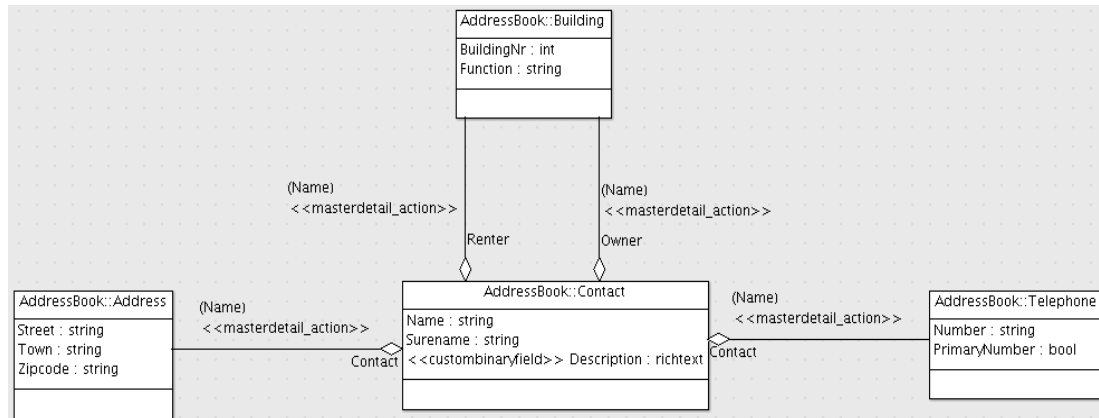 AddressBook::Building
BuildingNr : int
Function : string
(Name)
<<masterdetail_action>>
(Name)
<<masterdetail_action>>
Renter
Owner
AddressBook::Address
Street : string
Town : string
Zipcode : string
(Name)
<<masterdetail_action>>
Contact
AddressBook::Contact
Name : string
Surename : string
<<custombinaryfield>> Description : richtext
(Name)
<<masterdetail_action>>
Contact
AddressBook::Telephone
Number : string
PrimaryNumber : bool